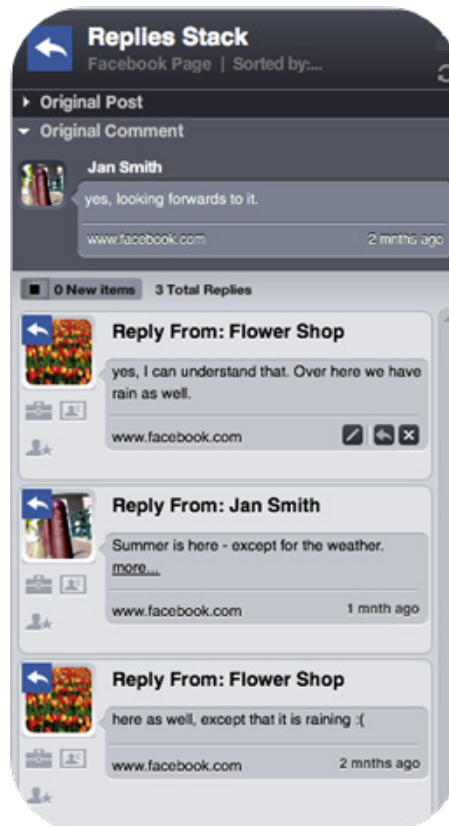 Replies Stack
Facebook Page | Sorted by:...
Original Post
Original Comment
Jan Smith
yes, looking forwards to it.
www.facebook.com 2 mnths ago
0 New items 3 Total Replies
Reply From: Flower Shop
yes, I can understand that. Over here we have
rain as well.
www.facebook.com
Reply From: Jan Smith
Summer is here - except for the weather.
more...
www.facebook.com 1 mnth ago
Reply From: Flower Shop
here as well, except that it is raining :(
www.facebook.com 2 mnths ago